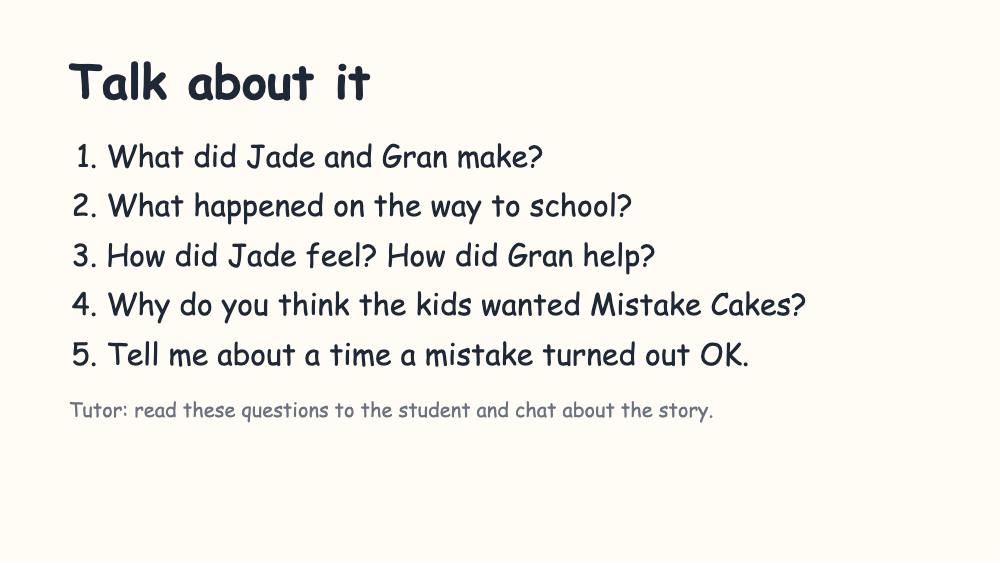 Talk about it
1. What did Jade and Gran make?
2. What happened on the way to school?
3. How did Jade feel? How did Gran help?
4. Why do you think the kids wanted Mistake Cakes?
5. Tell me about a time a mistake turned out OK.
Tutor: read these questions to the student and chat about the story.